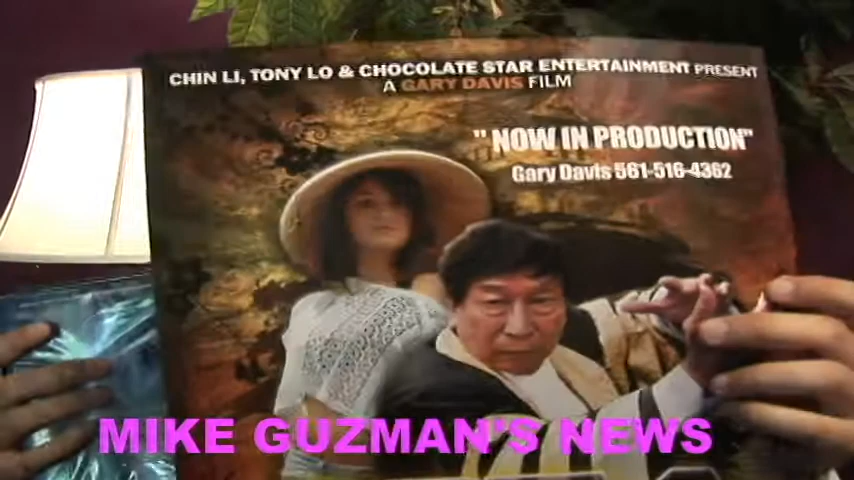 CHIN LI, TONY LO & CHOCOLATE STAR ENTERTAINMENT PRESENT
A GARY DAVIS FILM
"NOW IN PRODUCTION"
Gary Davis 561-516-4362
MIKE GUZMAN'S NEWS